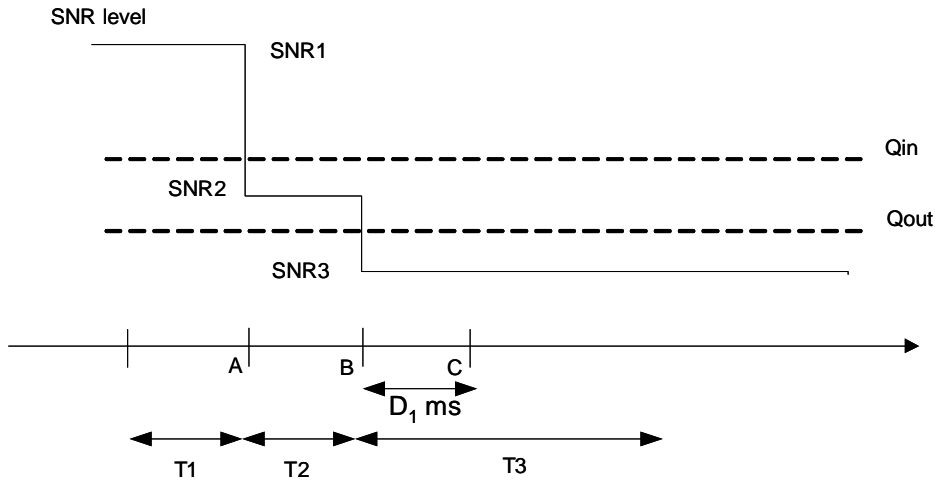 SNR level
SNR1
Qin
SNR2
Qout
SNR3
A
B
C
D1 ms
T1
T2
T3